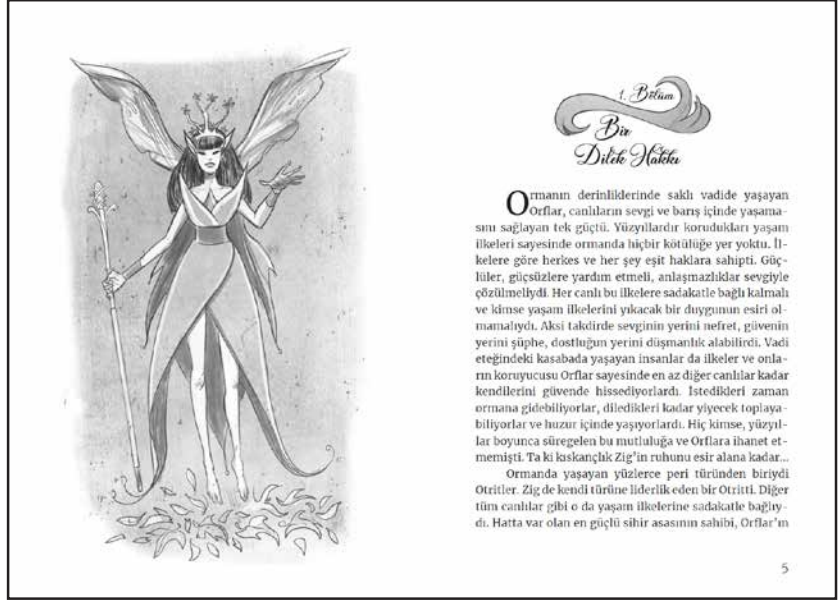 1. Bölüm
Bir
Dilek Hakkı
Ormanın derinliklerinde saklı vadide yaşayan
Orflar, canlıların sevgi ve barış içinde yaşama-
sını sağlayan tek güçtü. Yüzyıllardır korudukları yaşam
ilkeleri sayesinde ormanda hiçbir kötülüğe yer yoktu. İl-
kelere göre herkes ve her şey eşit haklara sahipti. Güç-
lüler, güçsüzlere yardım etmeli, anlaşmazlıklar sevgiyle
çözülmeliydi. Her canlı bu ilkelere sadakatle bağlı kalmalı
ve kimse yaşam ilkelerini yıkacak bir duygunun esiri ol-
mamalıydı. Aksi takdirde sevginin yerini nefret, güvenin
yerini şüphe, dostluğun yerini düşmanlık alabilirdi. Vadi
eteğindeki kasabada yaşayan insanlar da ilkeler ve onla-
rın koruyucusu Orflar sayesinde en az diğer canlılar kadar
kendilerini güvende hissediyorlardı. İstedikleri zaman
ormana gidebiliyorlar, diledikleri kadar yiyecek toplaya-
biliyorlar ve huzur içinde yaşıyorlardı. Hiç kimse, yüzyıl-
lar boyunca süregelen bu mutluluğa ve Orflara ihanet et-
memişti. Ta ki kıskançlık Zig’in ruhunu esir alana kadar...
Ormanda yaşayan yüzlerce peri türünden biriydi
Otritler. Zig de kendi türüne liderlik eden bir Otritti. Diğer
tüm canlılar gibi o da yaşam ilkelerine sadakatle bağlıy-
dı. Hatta var olan en güçlü sihir asasının sahibi, Orflar’ın
5